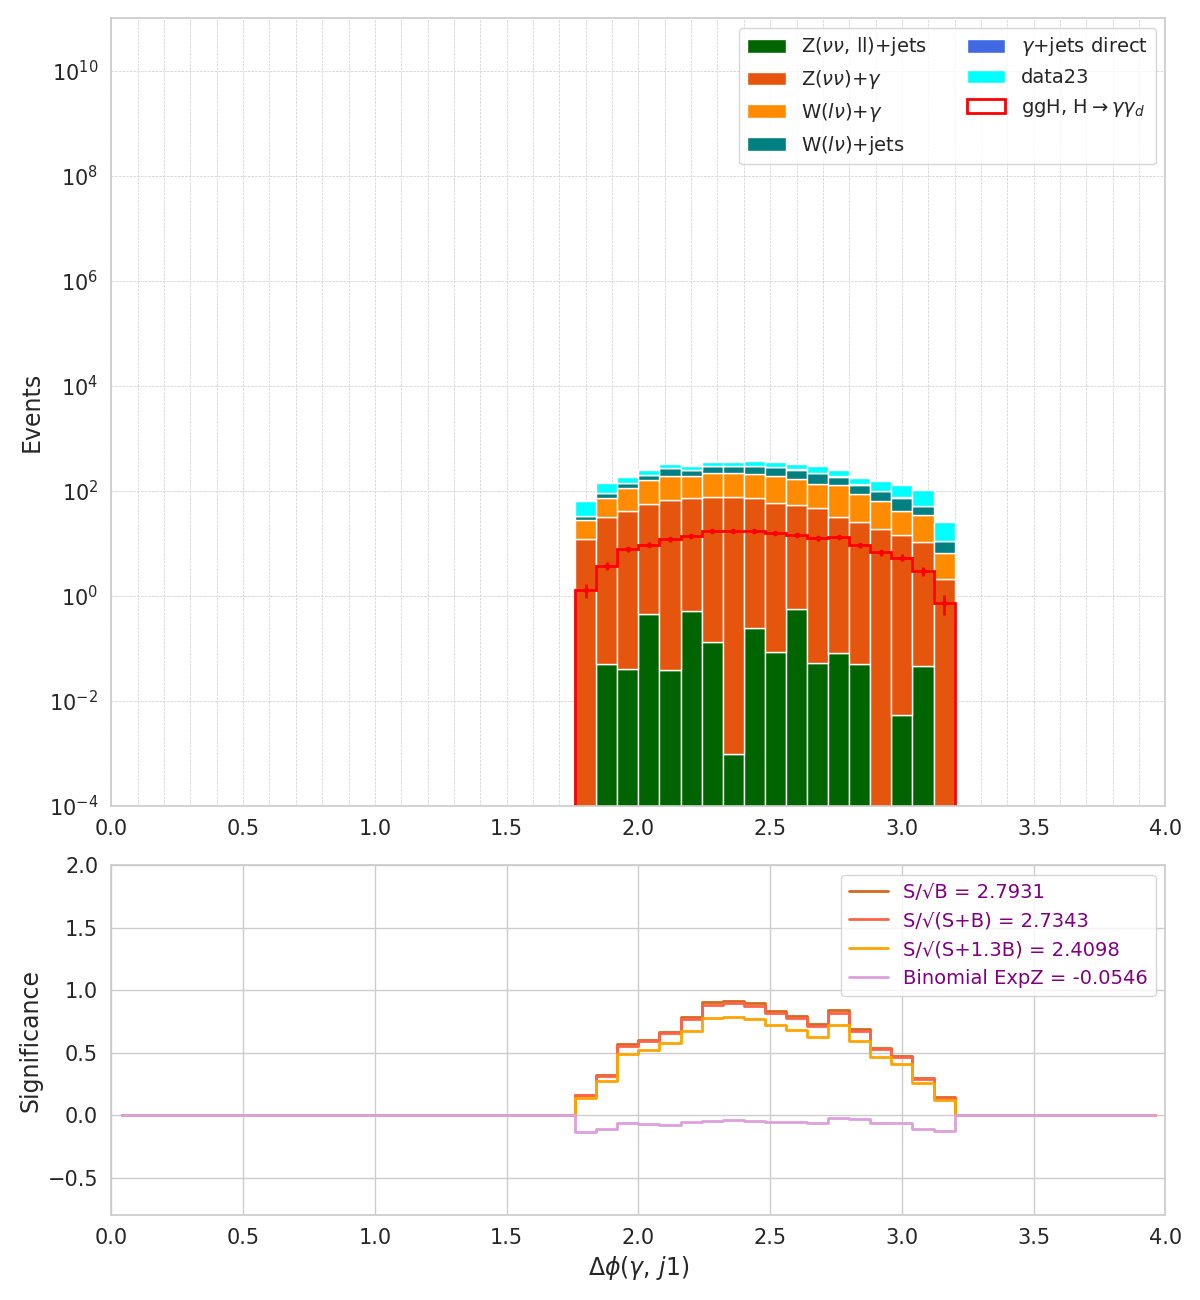 Z(νν, ll)+jets
Z(νν)+γ
W(lν)+γ
W(lν)+jets
γ+jets direct
data23
ggH, H→γγ_d
Events
10^10
10^8
10^6
10^4
10^2
10^0
10^−2
10^−4
0.0 0.5 1.0 1.5 2.0 2.5 3.0 3.5 4.0
S/√B = 2.7931
S/√(S+B) = 2.7343
S/√(S+1.3B) = 2.4098
Binomial ExpZ = -0.0546
Significance
2.0
1.5
1.0
0.5
0.0
−0.5
0.0 0.5 1.0 1.5 2.0 2.5 3.0 3.5 4.0
Δϕ(γ, j1)